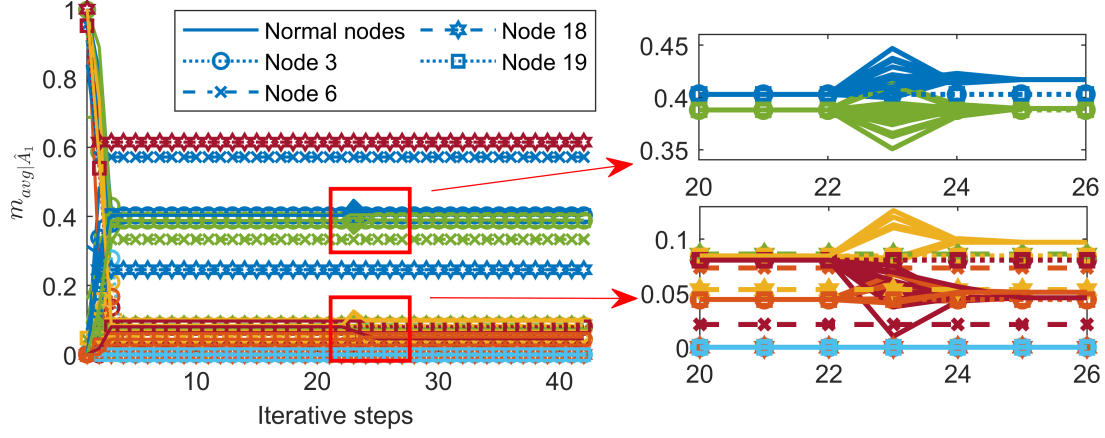 Normal nodes
Node 3
Node 6
Node 18
Node 19
m_{avg|Â_1}
1
0.8
0.6
0.4
0.2
0
10 20 30 40
Iterative steps
0.45
0.4
0.35
20 22 24 26
0.1
0.05
0
20 22 24 26